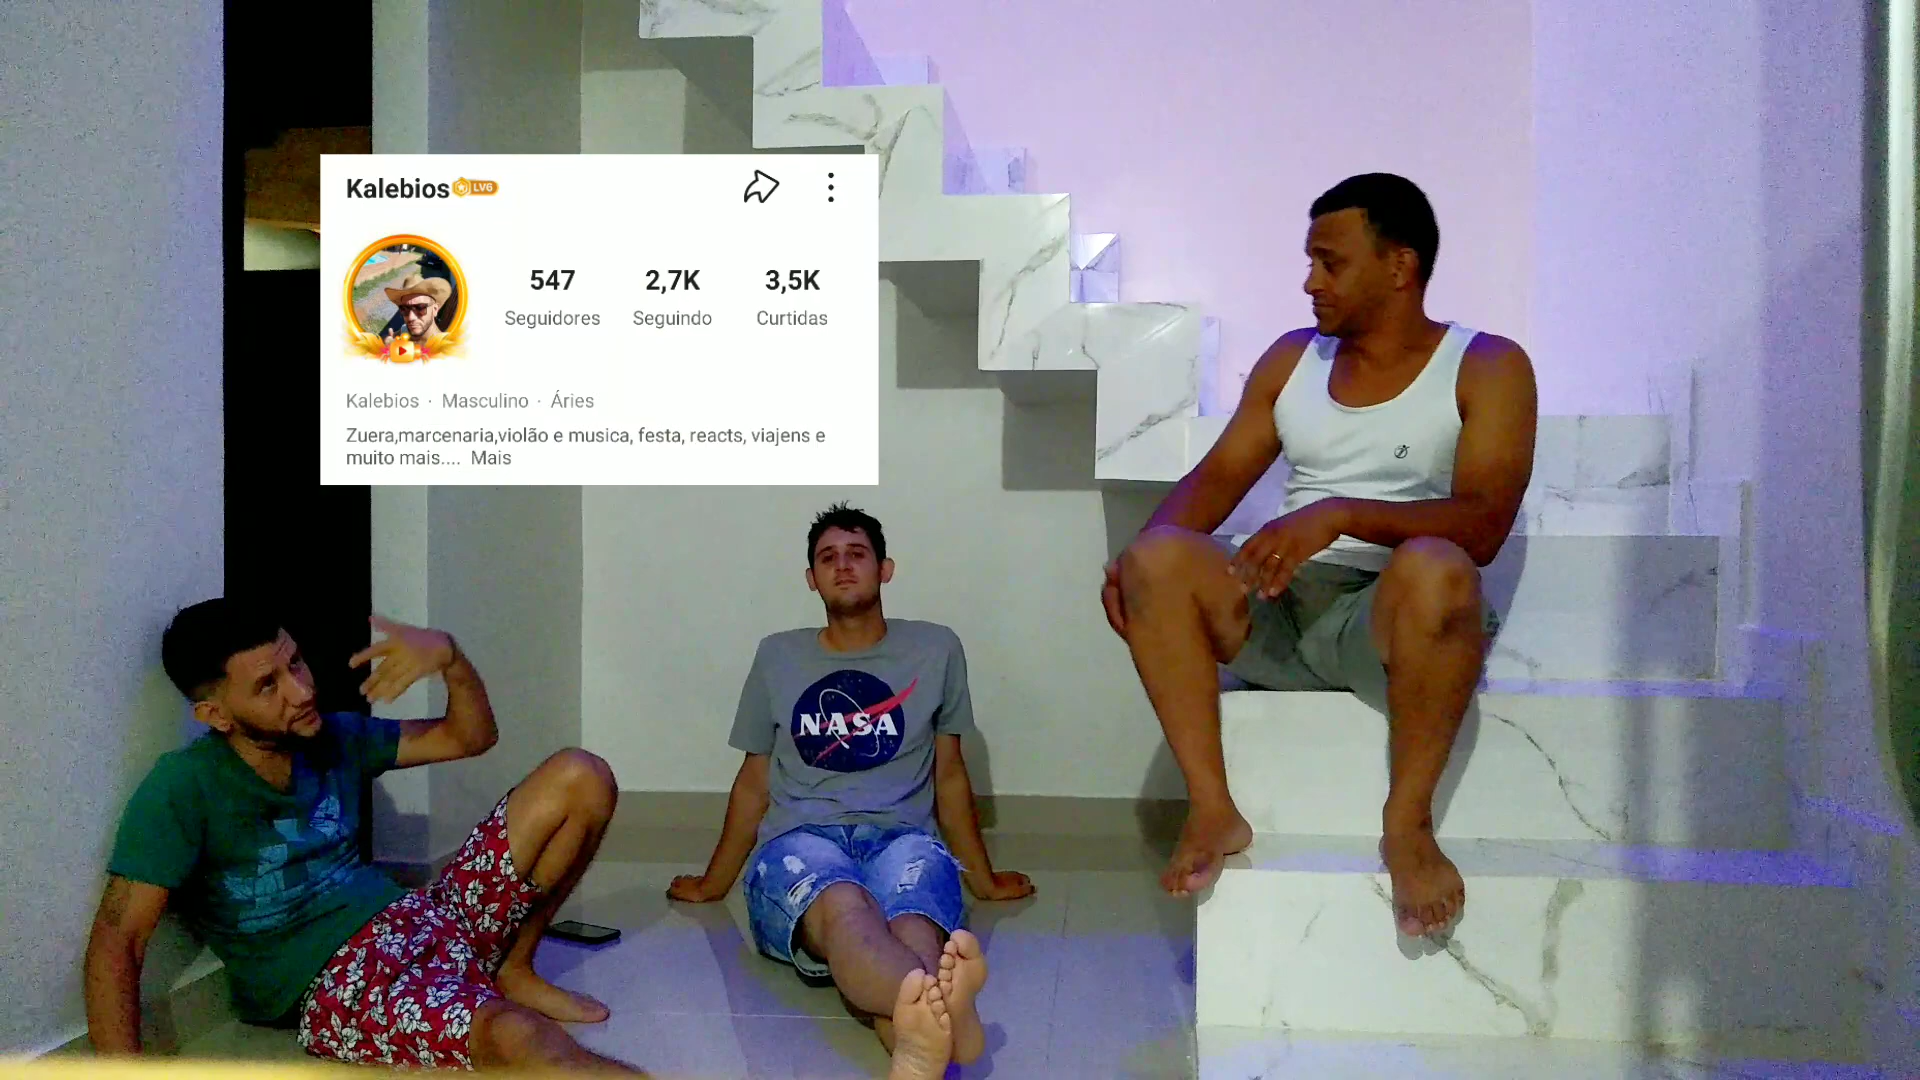 Kalebios
LV6
547 2,7K 3,5K
Seguidores Seguindo Curtidas
Kalebios · Masculino · Áries
Zuera,marcenaria,violão e musica, festa, reacts, viajens e
muito mais.... Mais
NASA